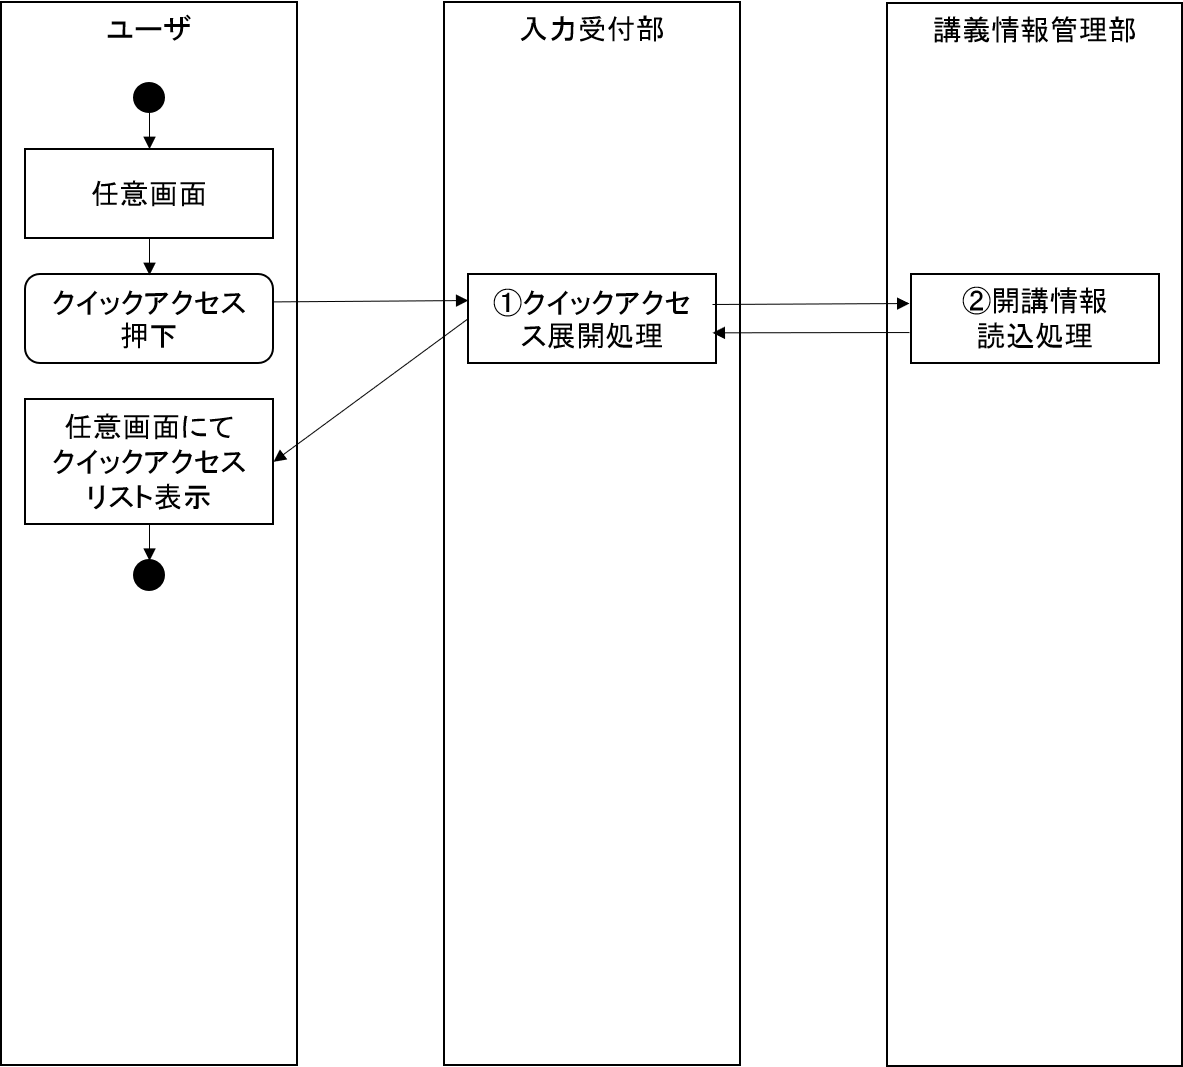 ユーザ
入力受付部
講義情報管理部
任意画面
クイックアクセス
押下
①クイックアクセ
ス展開処理
②開講情報
読込処理
任意画面にて
クイックアクセス
リスト表示